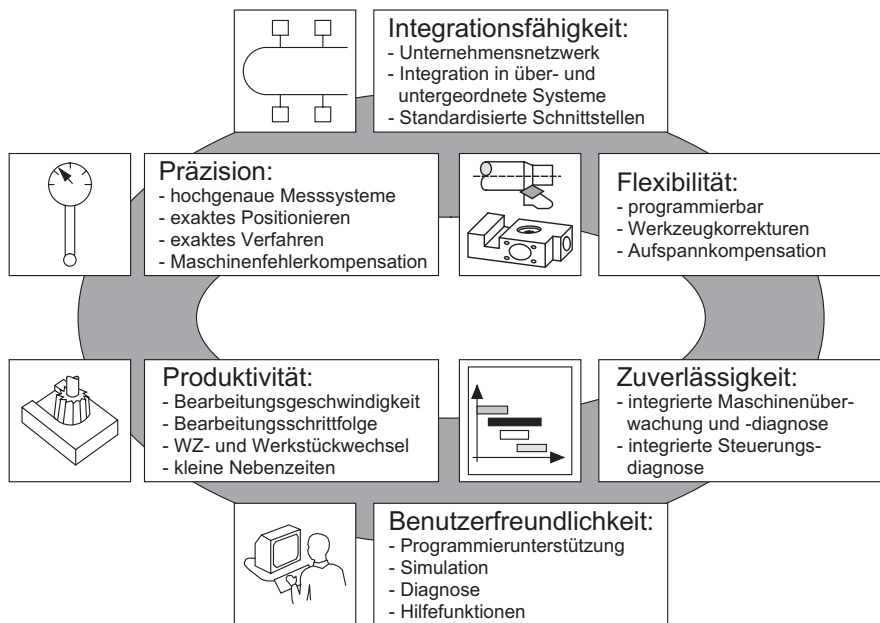 Integrationsfähigkeit:
- Unternehmensnetzwerk
- Integration in über- und
untergeordnete Systeme
- Standardisierte Schnittstellen
Präzision:
- hochgenaue Messsysteme
- exaktes Positionieren
- exaktes Verfahren
- Maschinenfehlerkompensation
Flexibilität:
- programmierbar
- Werkzeugkorrekturen
- Aufspannkompensation
Produktivität:
- Bearbeitungsgeschwindigkeit
- Bearbeitungsschrittfolge
- WZ- und Werkstückwechsel
- kleine Nebenzeiten
Zuverlässigkeit:
- integrierte Maschinenüber-
wachung und -diagnose
- integrierte Steuerungs-
diagnose
Benutzerfreundlichkeit:
- Programmierunterstützung
- Simulation
- Diagnose
- Hilfefunktionen